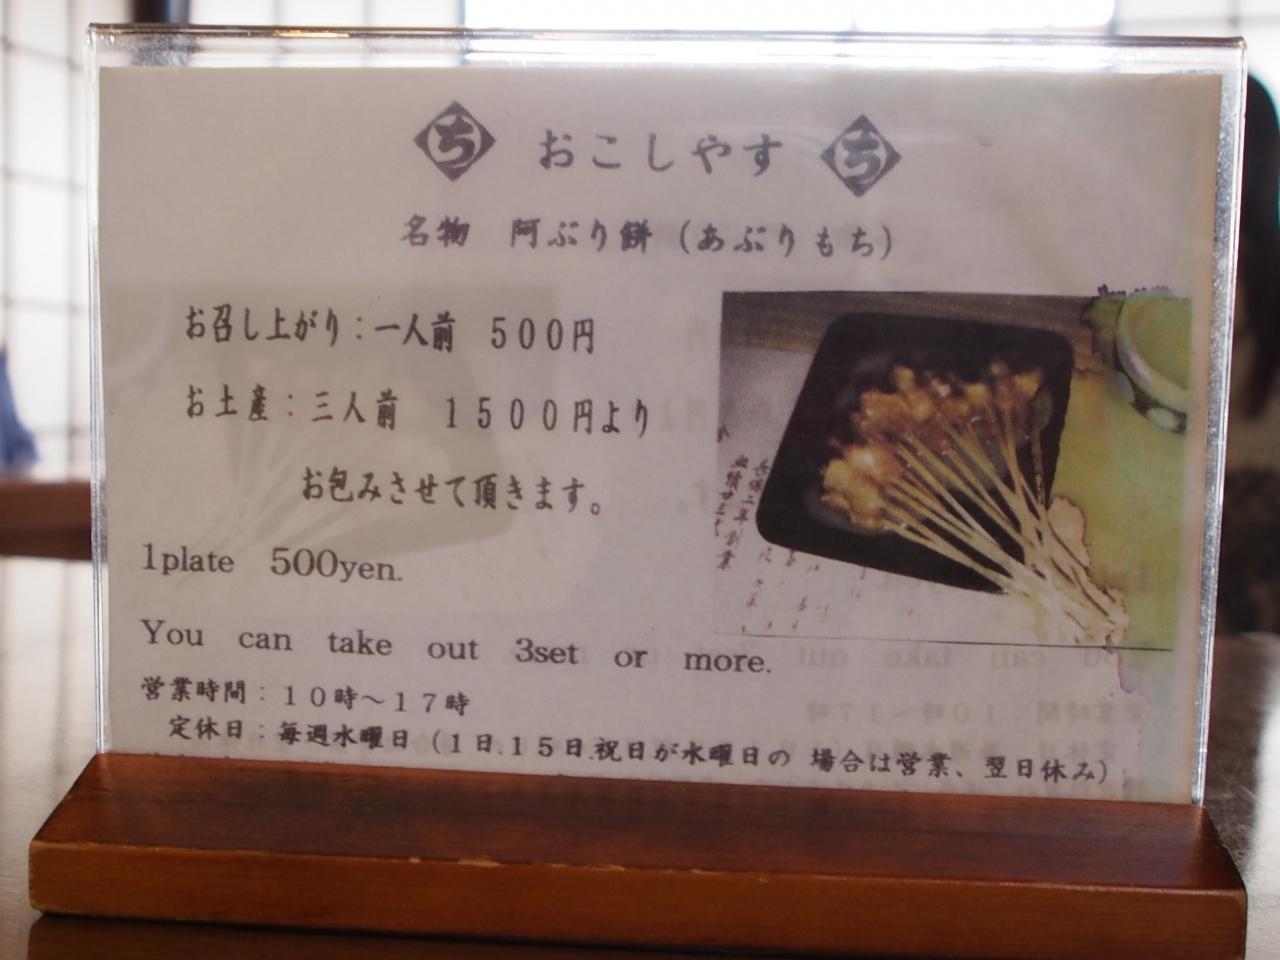 ち おこしやす ち
名物 阿ぶり餅（あぶりもち）
お召し上がり：一人前 ５００円
お土産：三人前 １５００円より
お包みさせて頂きます。
1plate 500yen.
You can take out 3set or more.
営業時間：１０時～１７時
定休日：毎週水曜日（１日.１５日.祝日が水曜日の 場合は営業、翌日休み）